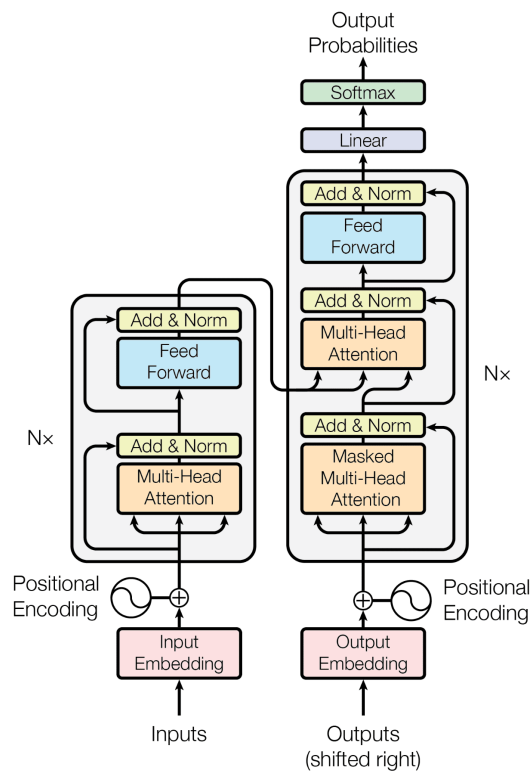 Output
Probabilities
Softmax
Linear
Add & Norm
Feed
Forward
Add & Norm
Multi-Head
Attention
Add & Norm
Masked
Multi-Head
Attention
N×
Positional
Encoding
Output
Embedding
Outputs
(shifted right)
Add & Norm
Feed
Forward
N×
Add & Norm
Multi-Head
Attention
Positional
Encoding
Input
Embedding
Inputs